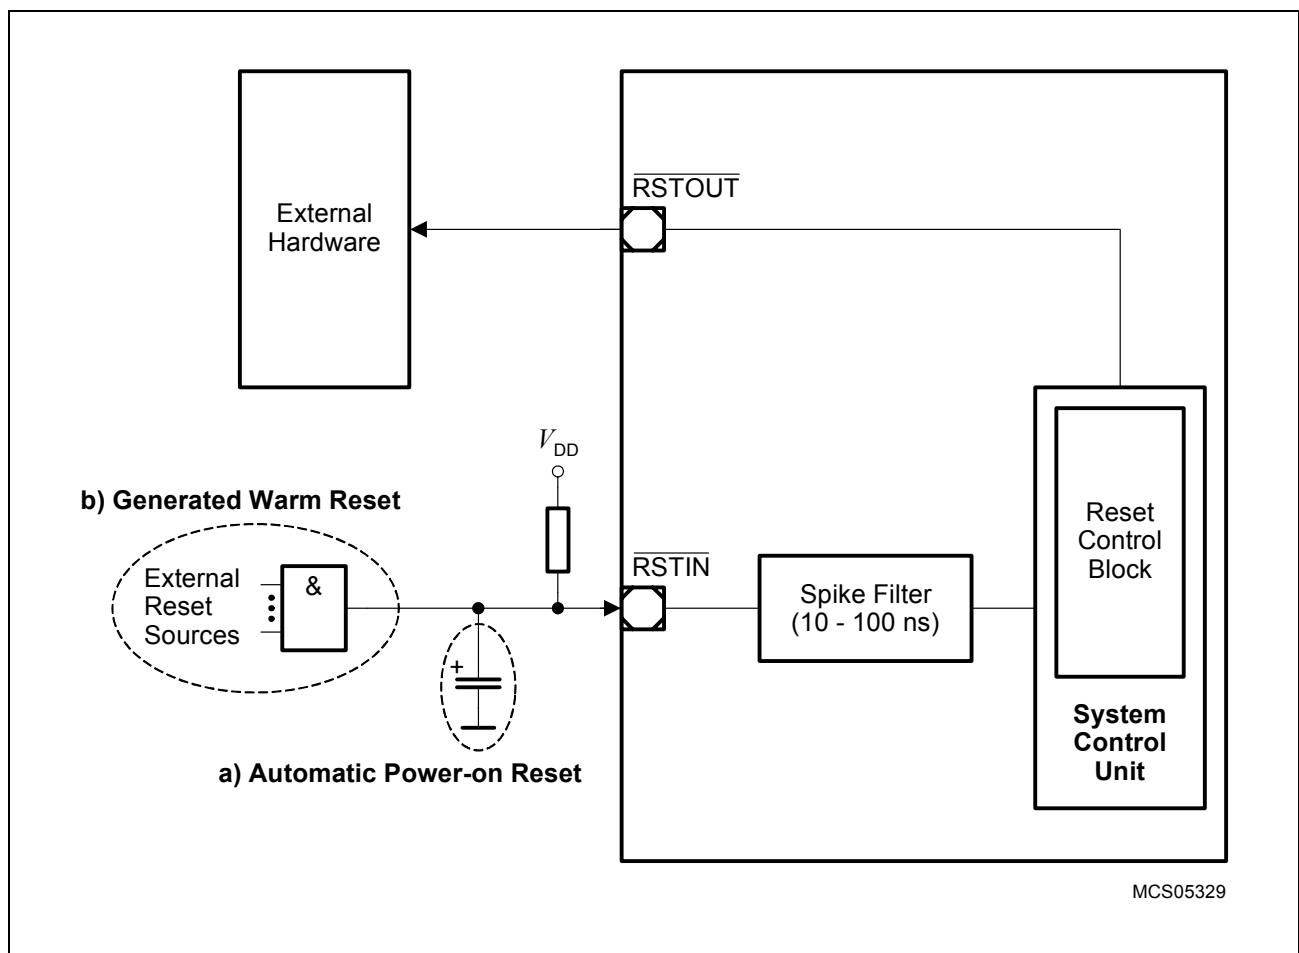 RSTOUT
External
Hardware
VDD
b) Generated Warm Reset
External
Reset
Sources
&
RSTIN
Spike Filter
(10 - 100 ns)
Reset
Control
Block
+
System
Control
Unit
a) Automatic Power-on Reset
MCS05329